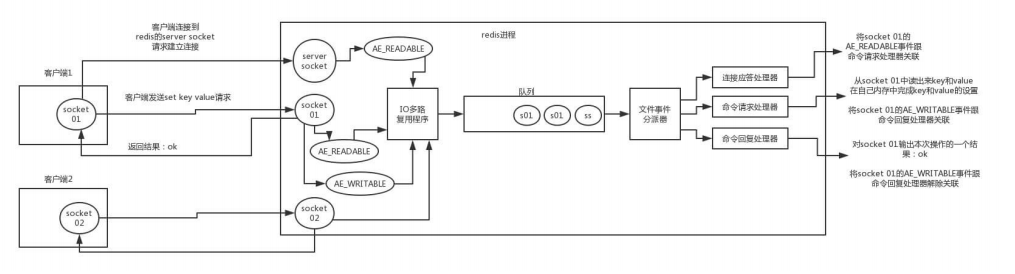 客户端连接到
redis的server socket
请求建立连接
redis进程
server
socket
AE_READABLE
将socket 01的
AE_READABLE事件跟
命令请求处理器关联
客户端1
socket
01
客户端发送set key value请求
返回结果：ok
socket
01
AE_READABLE
AE_WRITABLE
IO多路
复用程序
队列
s01
s01
ss
文件事件
分派器
连接应答处理器
命令请求处理器
命令回复处理器
从socket 01中读出来key和value
在自己内存中完成key和value的设置
将socket 01的AE_WRITABLE事件跟
命令回复处理器关联
对socket 01输出本次操作的一个结
果：ok
将socket 01的AE_WRITABLE事件跟
命令回复处理器解除关联
客户端2
socket
02
socket
02